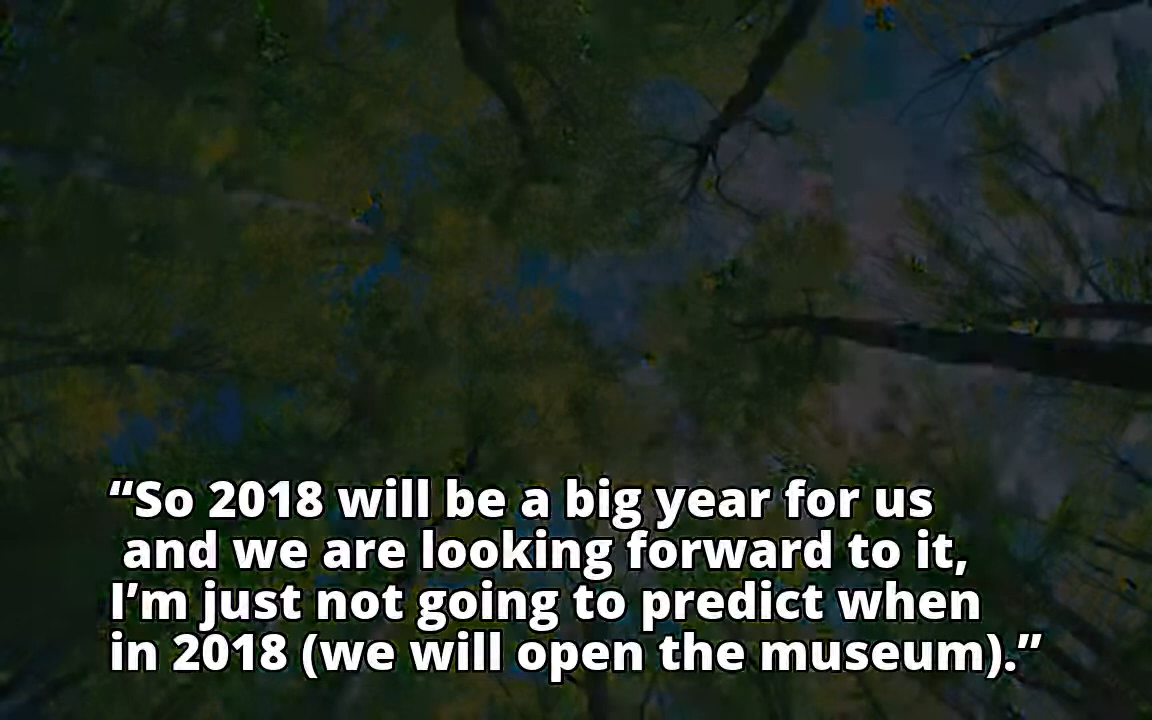 “So 2018 will be a big year for us
and we are looking forward to it,
I’m just not going to predict when
in 2018 (we will open the museum).”